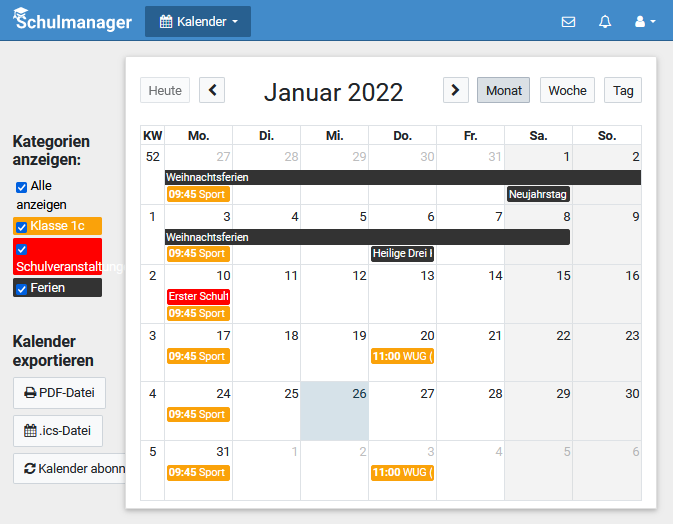 Schulmanager
Kalender
Kategorien
anzeigen:
Alle
anzeigen
Klasse 1c
Schulveranstaltungen
Ferien
Kalender
exportieren
PDF-Datei
.ics-Datei
Kalender abonn
Heute
Januar 2022
Monat Woche Tag
KW Mo. Di. Mi. Do. Fr. Sa. So.
52 27 28 29 30 31 1 2
Weihnachtsferien
09:45 Sport Neujahrstag
1 3 4 5 6 7 8 9
Weihnachtsferien
09:45 Sport Heilige Drei
2 10 11 12 13 14 15 16
Erster Schult
09:45 Sport
3 17 18 19 20 21 22 23
09:45 Sport 11:00 WUG (
4 24 25 26 27 28 29 30
09:45 Sport
5 31 1 2 3 4 5 6
09:45 Sport 11:00 WUG (